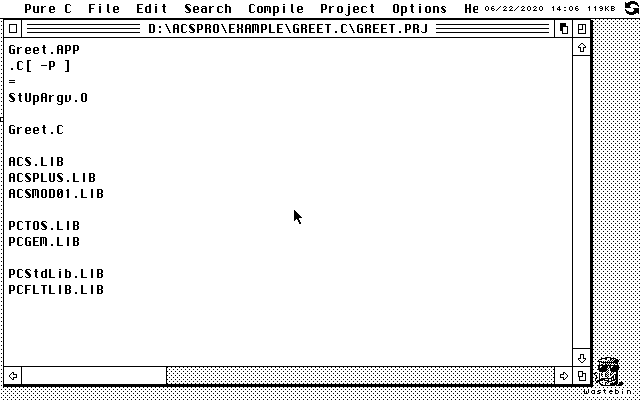 Pure C File Edit Search Compile Project Options He 06/22/2020 14:06 119KB
D:\ACSPRO\EXAMPLE\GREET.C\GREET.PRJ
Greet.APP
.C[ -P ]
=
StUpArgv.O
Greet.C
ACS.LIB
ACSPLUS.LIB
ACSMOD01.LIB
PCTOS.LIB
PCGEM.LIB
PCStdLib.LIB
PCFLTLIB.LIB
Wastebin